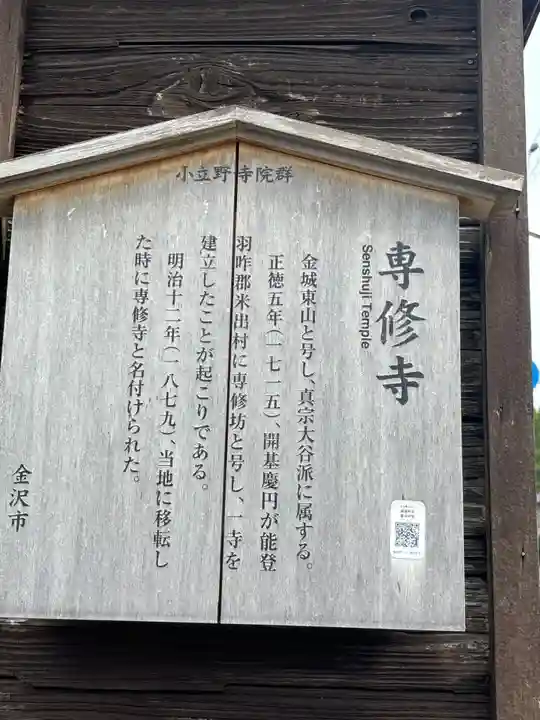 小立野寺院群
専修寺
Senshuji Temple
金城東山と号し、真宗大谷派に属する。
正徳五年(一七一五)、開基慶円が能登
羽咋郡米出村に専修坊と号し、一寺を
建立したことが起こりである。
明治十二年(一八七九)、当地に移転し
た時に専修寺と名付けられた。
金沢市